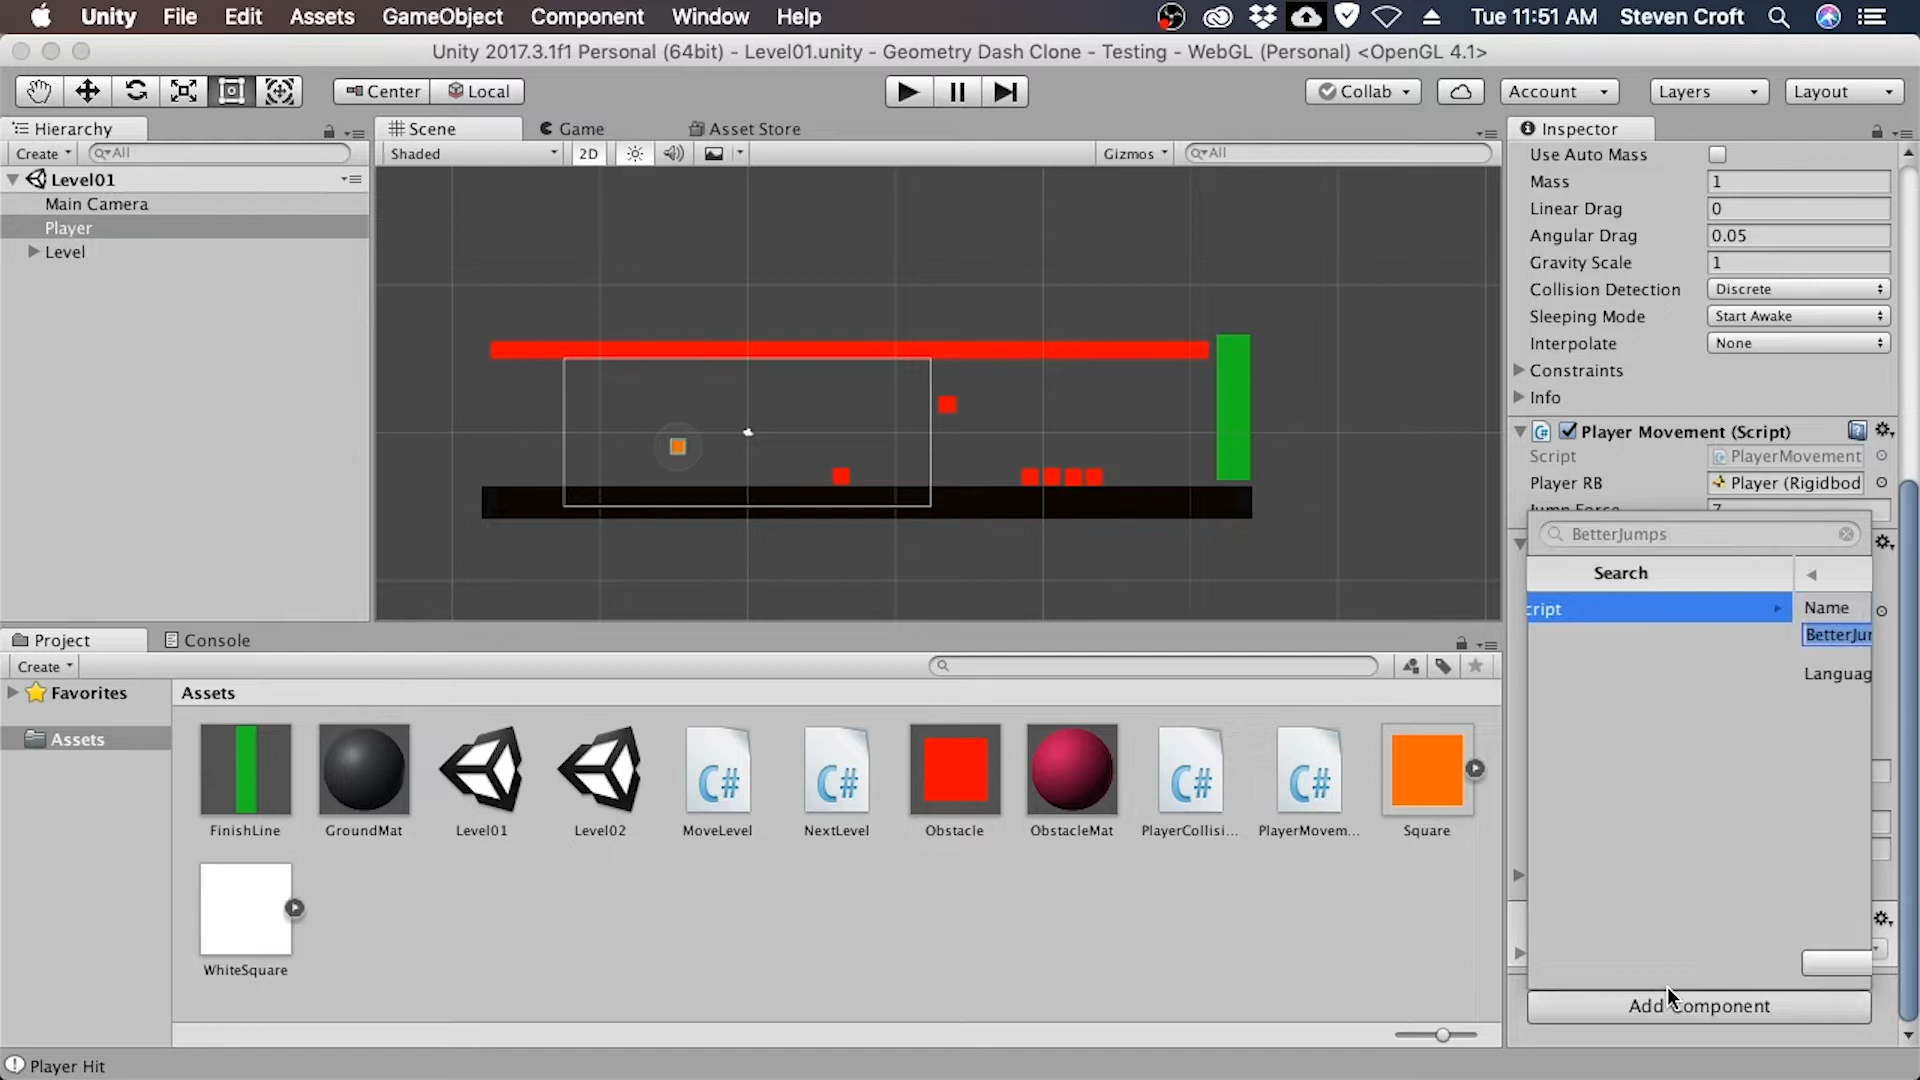 Unity File Edit Assets GameObject Component Window Help Tue 11:51 AM Steven Croft
Unity 2017.3.1f1 Personal (64bit) - Level01.unity - Geometry Dash Clone - Testing - WebGL (Personal) <OpenGL 4.1>
Center Local Collab Account Layers Layout
Hierarchy Scene Game Asset Store Inspector
Create All Shaded 2D Gizmos All
Level01
Main Camera
Player
Level
Use Auto Mass
Mass 1
Linear Drag 0
Angular Drag 0.05
Gravity Scale 1
Collision Detection Discrete
Sleeping Mode Start Awake
Interpolate None
Constraints
Info
C# Player Movement (Script)
Script PlayerMovement
Player RB Player (Rigidbod
Jump Force 7
BetterJumps
Search
cript
Name
BetterJur
Languag
Add Component
Project Console
Create
Favorites Assets
Assets
C# C# C# C#
FinishLine GroundMat Level01 Level02 MoveLevel NextLevel Obstacle ObstacleMat PlayerCollisi... PlayerMovem... Square
WhiteSquare
Player Hit